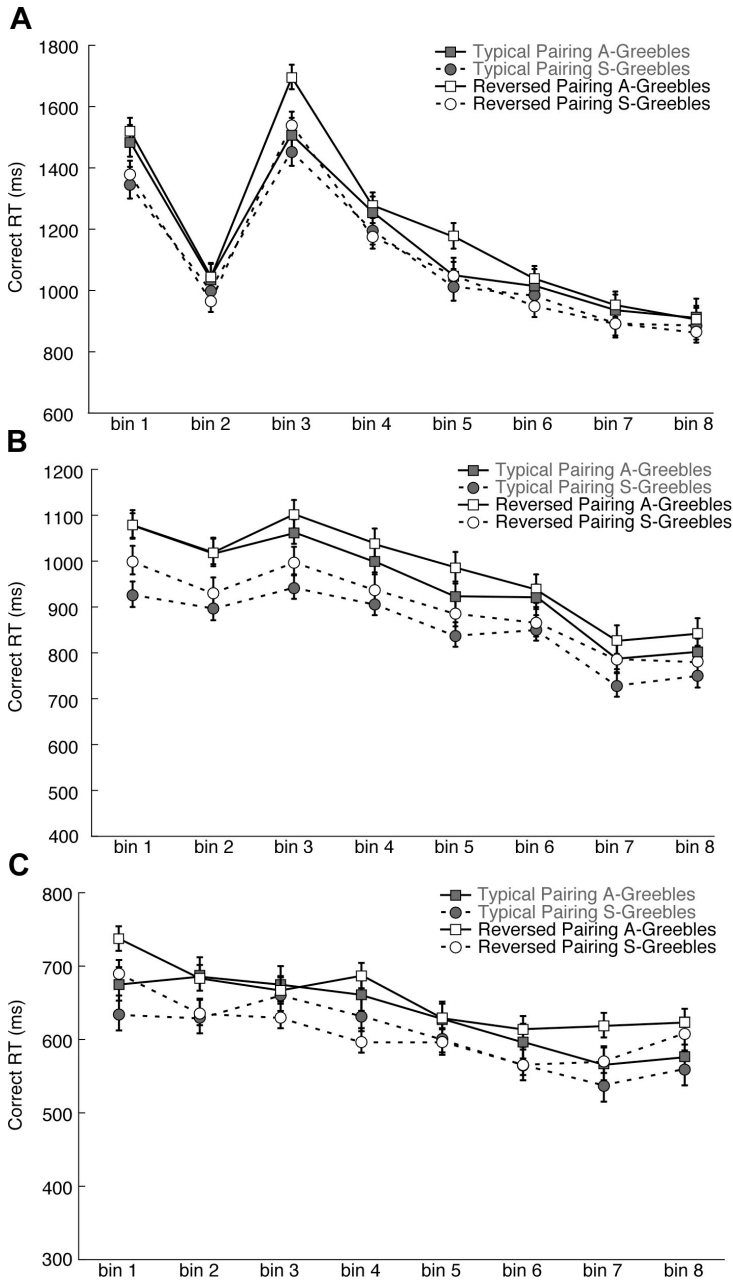 A
Correct RT (ms)
1800
1600
1400
1200
1000
800
600
Typical Pairing A-Greebles
Typical Pairing S-Greebles
Reversed Pairing A-Greebles
Reversed Pairing S-Greebles
bin 1 bin 2 bin 3 bin 4 bin 5 bin 6 bin 7 bin 8
B
Correct RT (ms)
1200
1100
1000
900
800
700
600
500
400
Typical Pairing A-Greebles
Typical Pairing S-Greebles
Reversed Pairing A-Greebles
Reversed Pairing S-Greebles
bin 1 bin 2 bin 3 bin 4 bin 5 bin 6 bin 7 bin 8
C
Correct RT (ms)
800
700
600
500
400
300
Typical Pairing A-Greebles
Typical Pairing S-Greebles
Reversed Pairing A-Greebles
Reversed Pairing S-Greebles
bin 1 bin 2 bin 3 bin 4 bin 5 bin 6 bin 7 bin 8